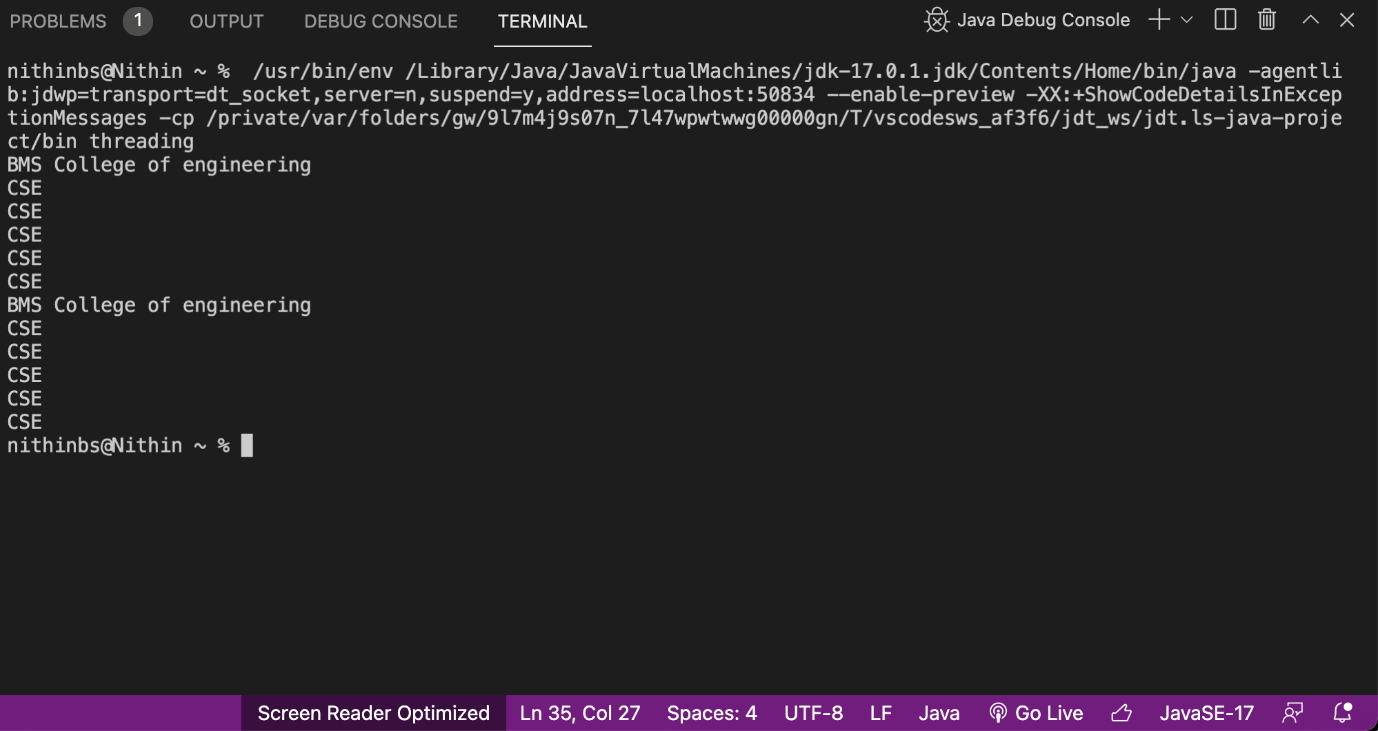 PROBLEMS 1 OUTPUT DEBUG CONSOLE TERMINAL Java Debug Console
nithinbs@Nithin ~ %  /usr/bin/env /Library/Java/JavaVirtualMachines/jdk-17.0.1.jdk/Contents/Home/bin/java -agentli
b:jdwp=transport=dt_socket,server=n,suspend=y,address=localhost:50834 --enable-preview -XX:+ShowCodeDetailsInExcep
tionMessages -cp /private/var/folders/gw/9l7m4j9s07n_7l47wpwtwwg00000gn/T/vscodesws_af3f6/jdt_ws/jdt.ls-java-proje
ct/bin threading
BMS College of engineering
CSE
CSE
CSE
CSE
CSE
BMS College of engineering
CSE
CSE
CSE
CSE
CSE
nithinbs@Nithin ~ %
Screen Reader Optimized Ln 35, Col 27 Spaces: 4 UTF-8 LF Java Go Live JavaSE-17